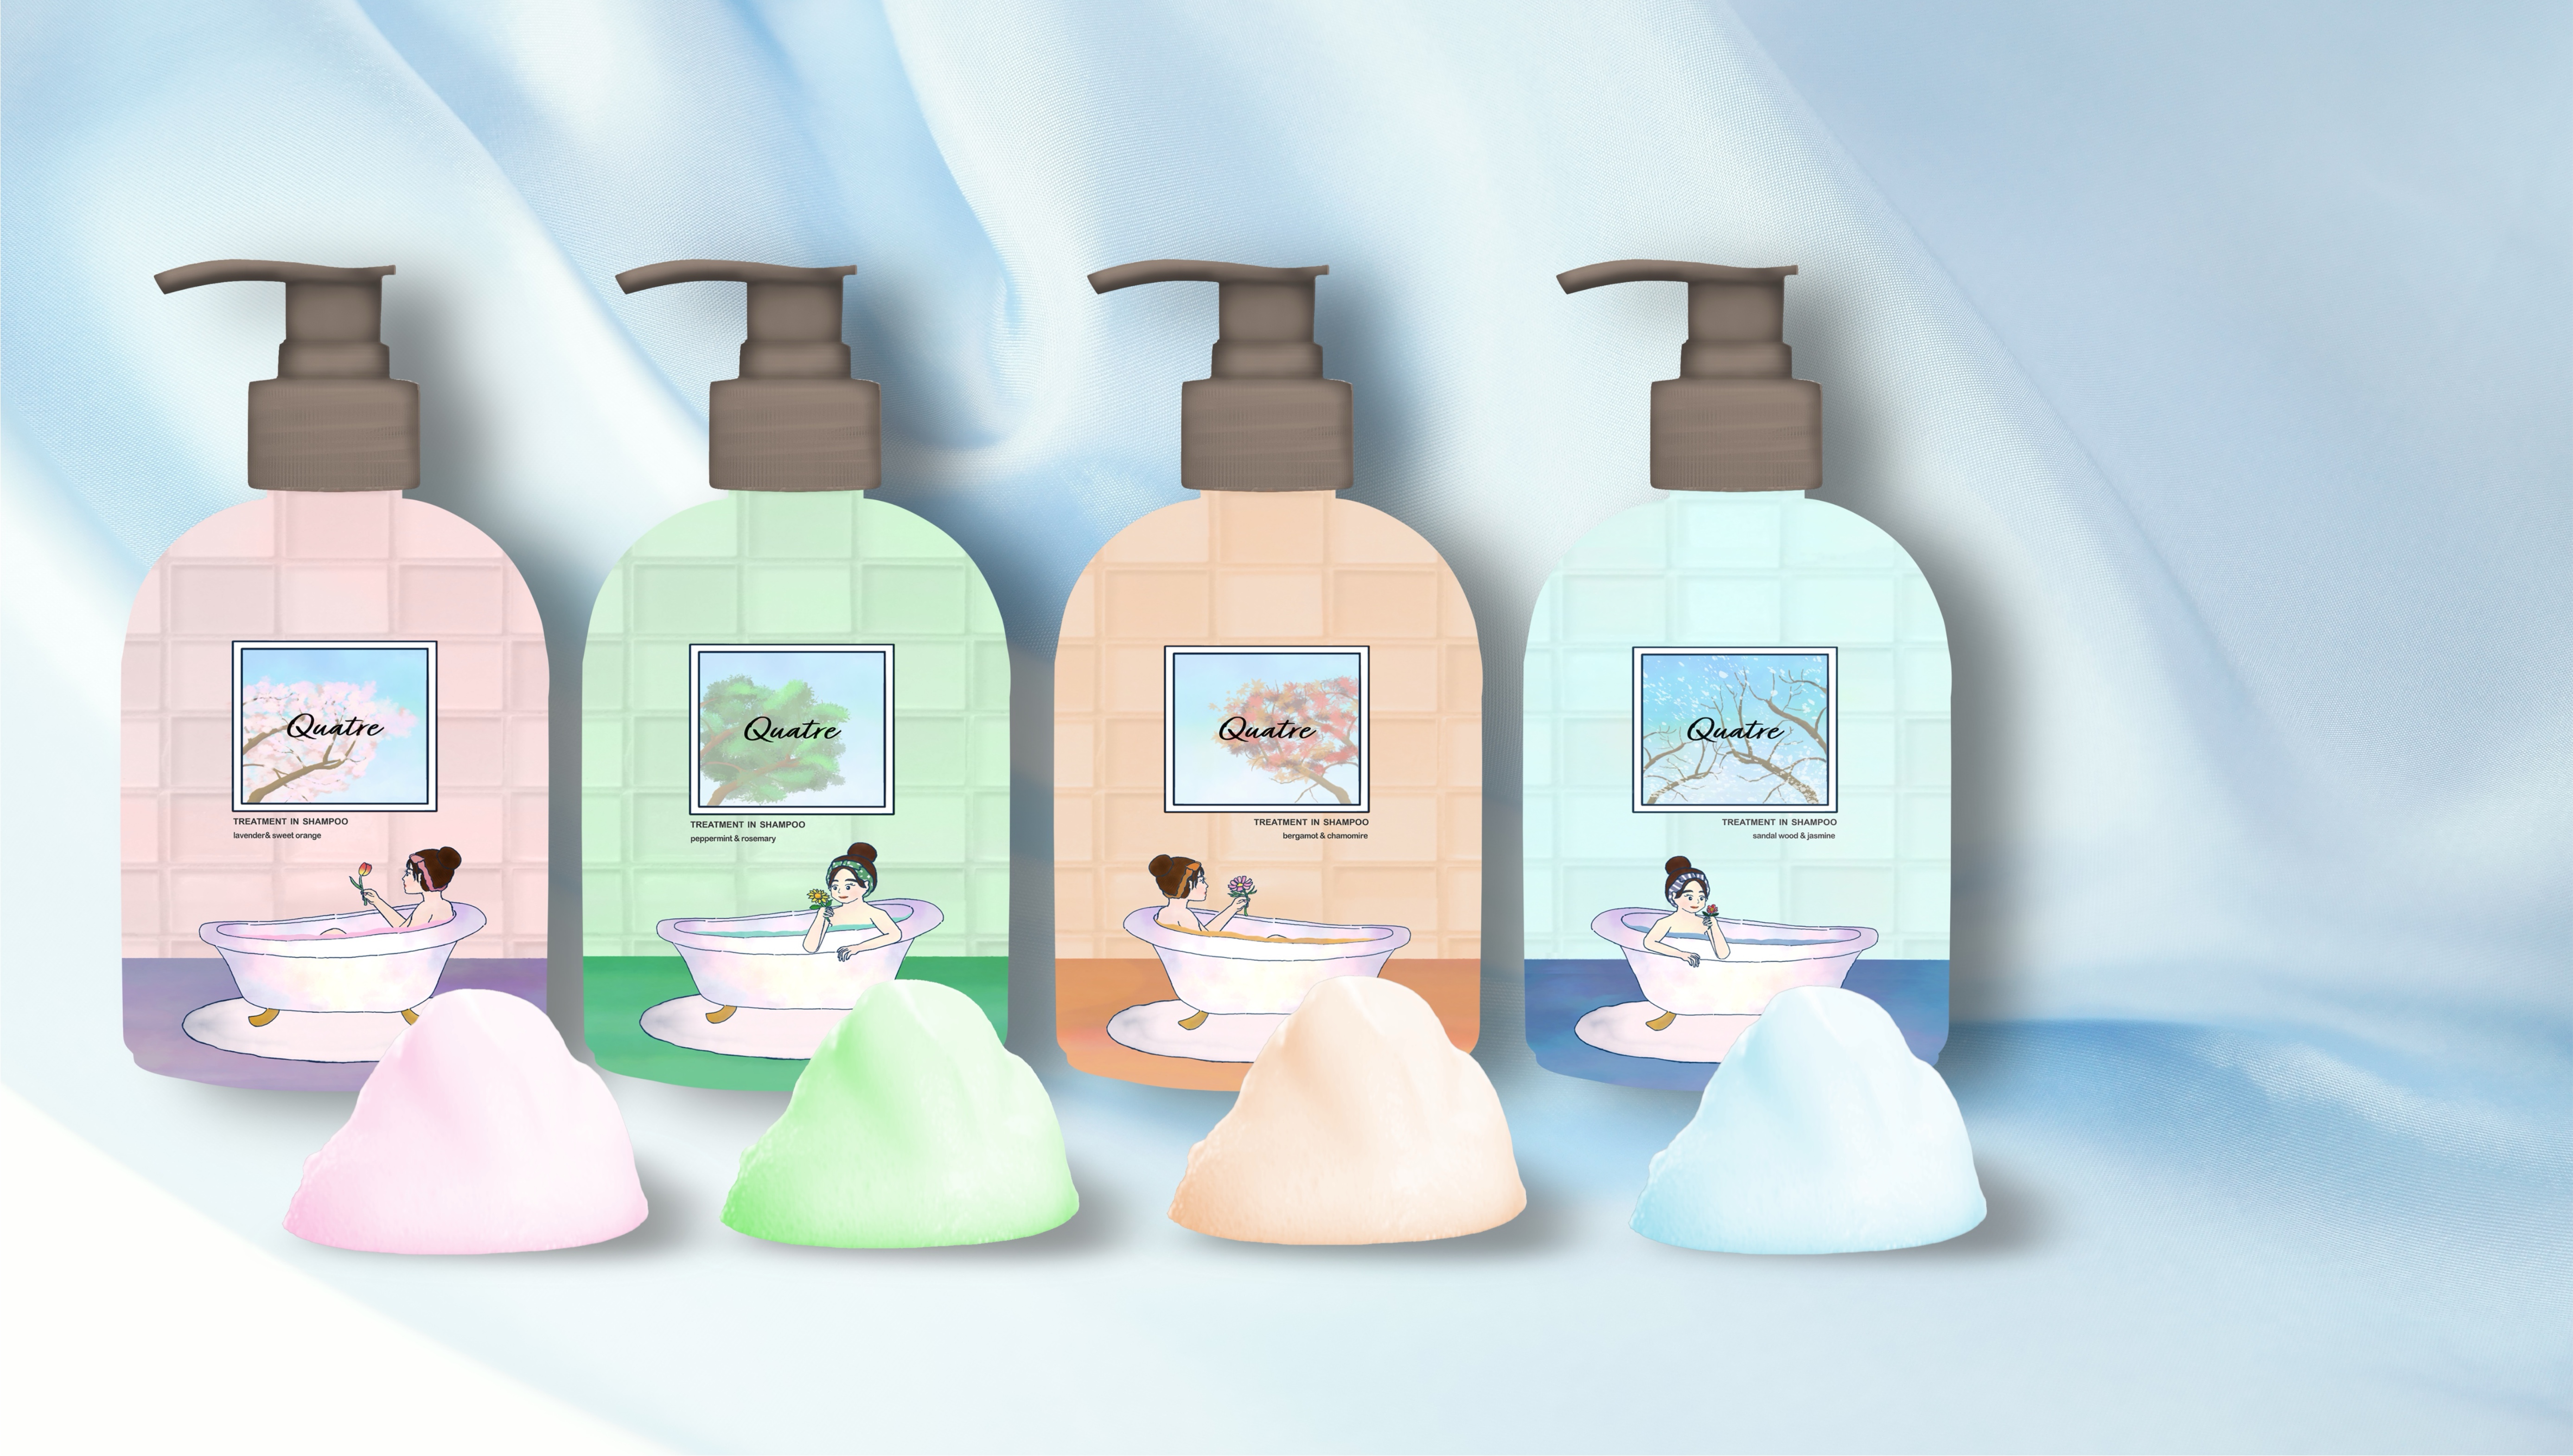 Quatre
TREATMENT IN SHAMPOO
lavender& sweet orange
Quatre
TREATMENT IN SHAMPOO
peppermint & rosemary
Quatre
TREATMENT IN SHAMPOO
bergamot & chamomire
Quatre
TREATMENT IN SHAMPOO
sandal wood & jasmine